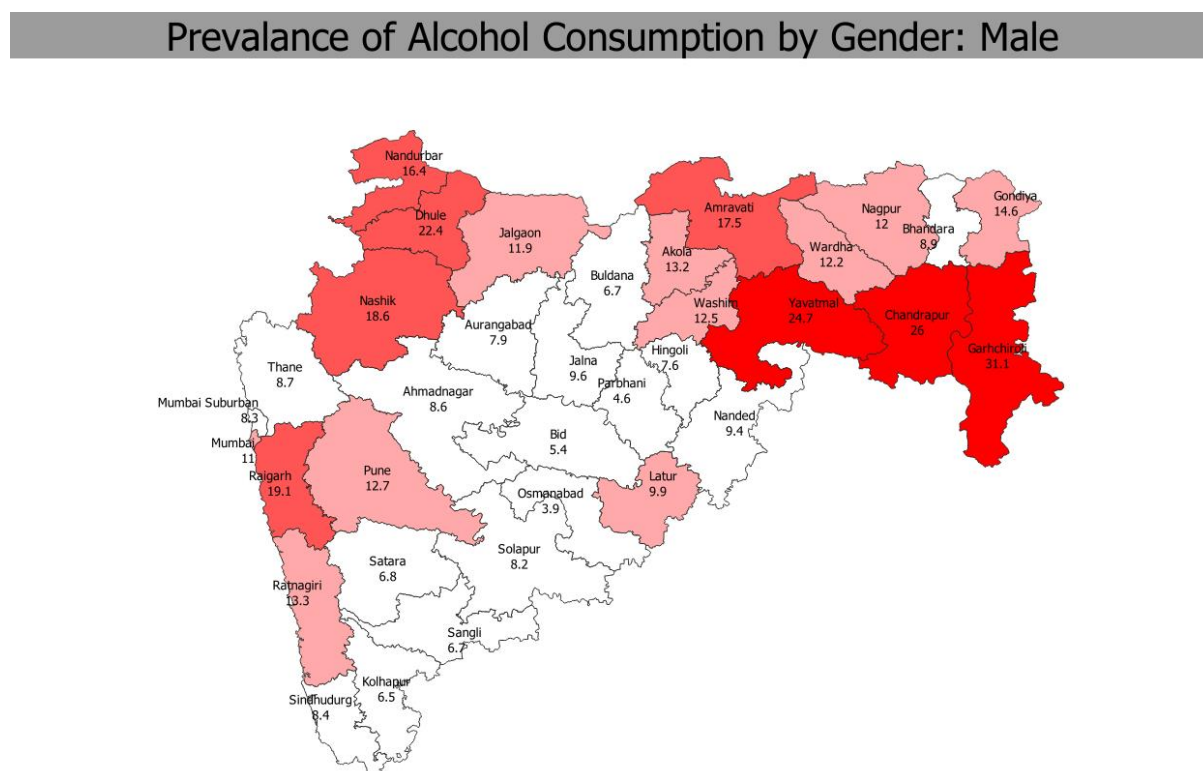 Prevalance of Alcohol Consumption by Gender: Male
Nandurbar
16.4
Dhule
22.4
Jalgaon
11.9
Nashik
18.6
Amravati
17.5
Nagpur
12
Bhandara
8.9
Gondiya
14.6
Akola
13.2
Wardha
12.2
Buldana
6.7
Washim
12.5
Yavatmal
24.7
Chandrapur
26
Garhchiroli
31.1
Aurangabad
7.9
Jalna
9.6
Hingoli
7.6
Parbhani
4.6
Thane
8.7
Ahmadnagar
8.6
Mumbai Suburban
8.3
Nanded
9.4
Bid
5.4
Mumbai
11
Raigarh
19.1
Pune
12.7
Latur
9.9
Osmanabad
3.9
Solapur
8.2
Satara
6.8
Ratnagiri
13.3
Sangli
6.7
Kolhapur
6.5
Sindhudurg
8.4